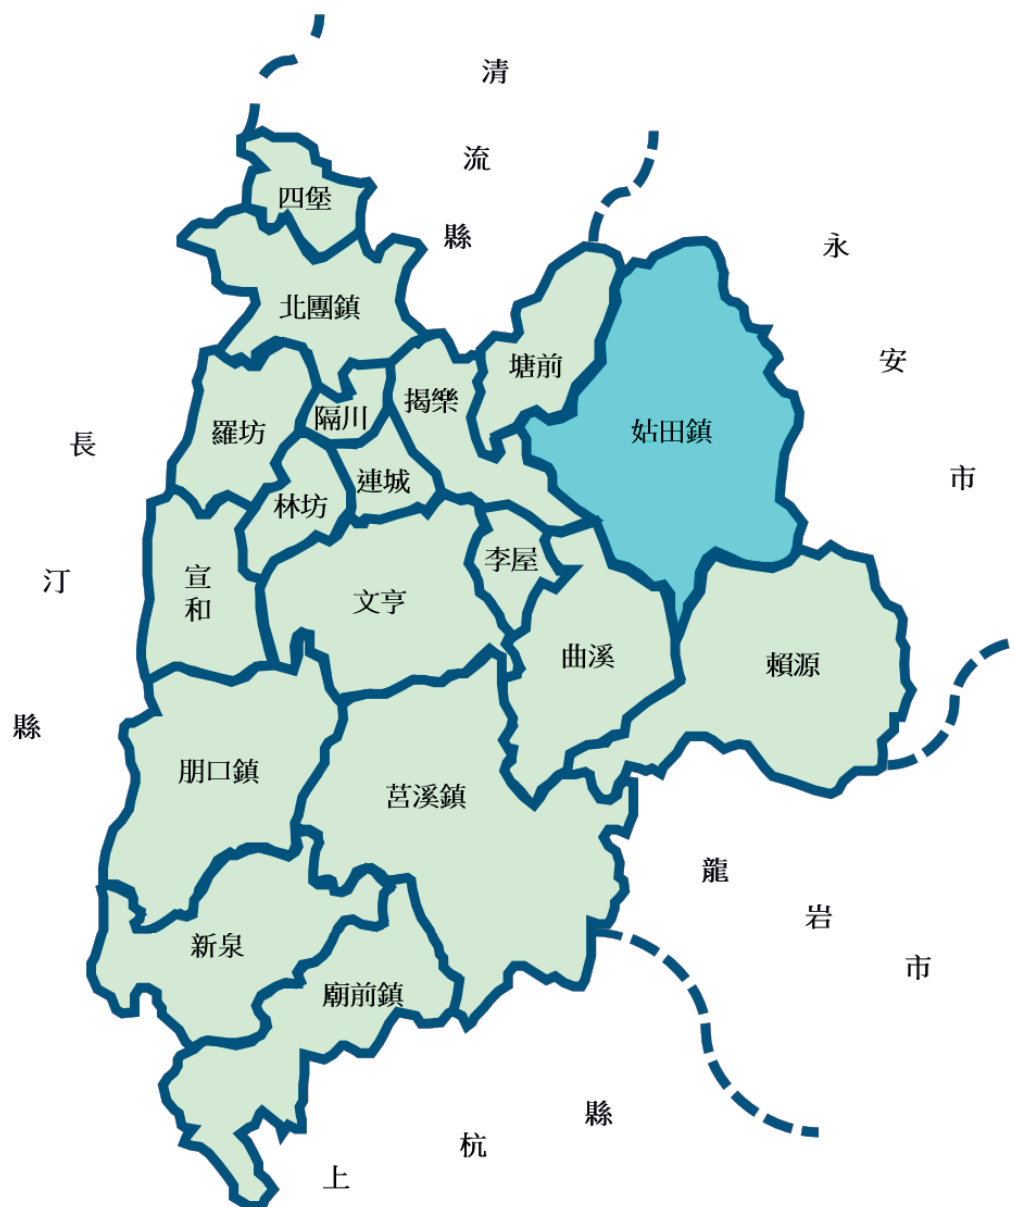 清流縣
永安市
四堡
北團鎮
塘前
姑田鎮
揭樂
隔川
羅坊
長汀縣
連城
林坊
李屋
宣和
文亨
曲溪
賴源
朋口鎮
莒溪鎮
龍岩市
新泉
廟前鎮
上杭縣